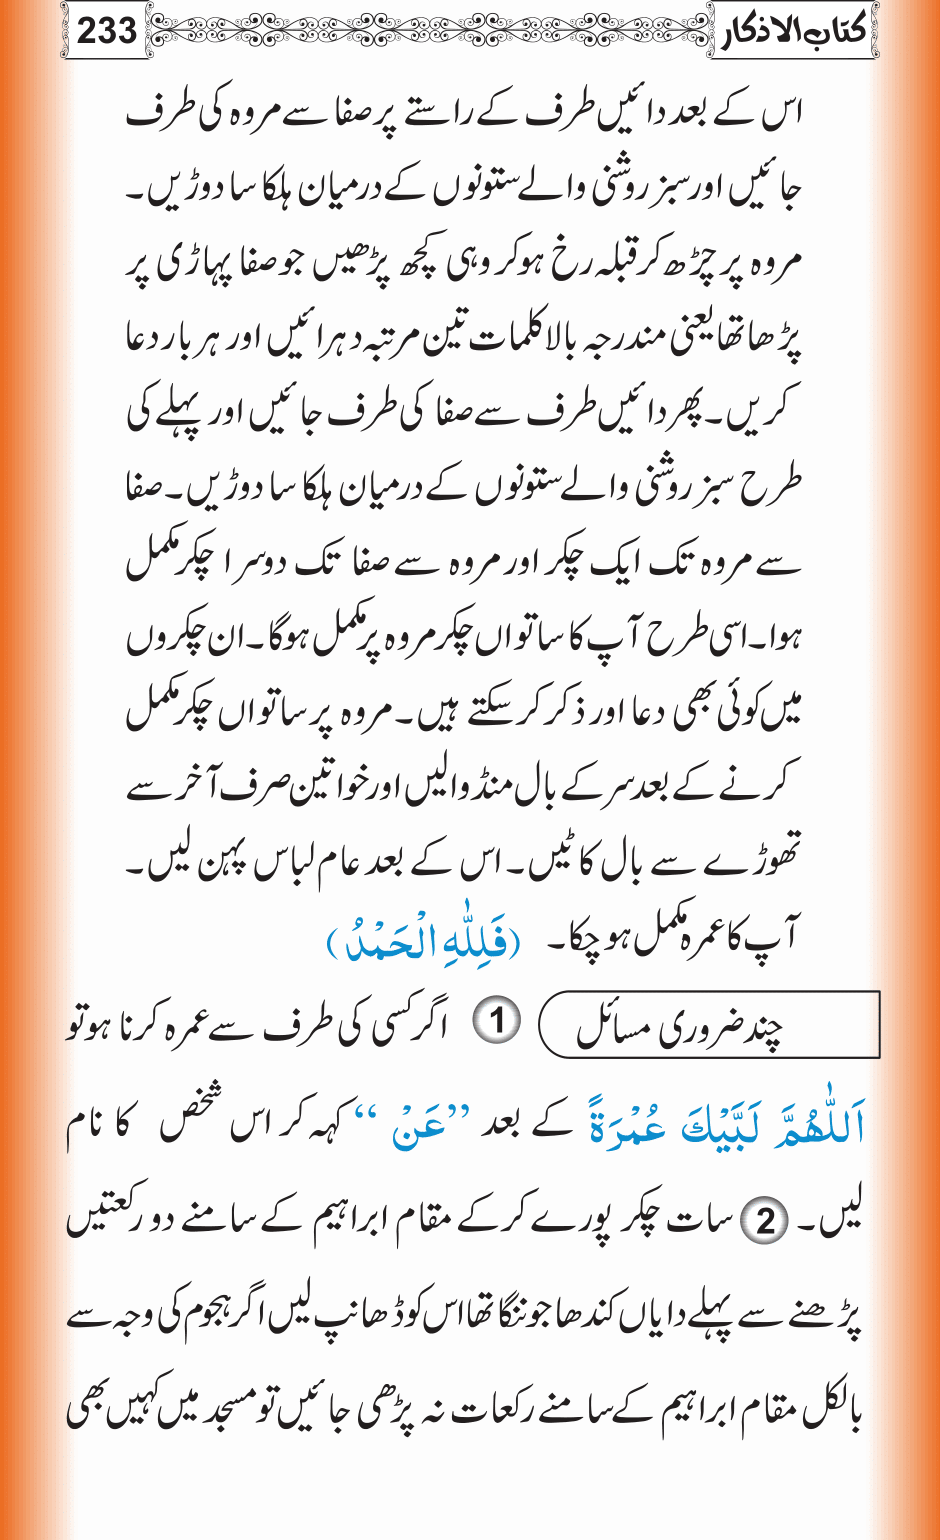 کتاب الاذکار
233
اس کے بعد دائیں طرف کے راستے پر صفا سے مروہ کی طرف
جائیں اور سبز روشنی والے ستونوں کے درمیان ہلکا سا دوڑیں۔
مروہ پر چڑھ کر قبلہ رخ ہو کر وہی کچھ پڑھیں جو صفا پہاڑی پر
پڑھا تھا یعنی مندرجہ بالا کلمات تین مرتبہ دہرائیں اور ہر بار دعا
کریں۔ پھر دائیں طرف سے صفا کی طرف جائیں اور پہلے کی
طرح سبز روشنی والے ستونوں کے درمیان ہلکا سا دوڑیں۔ صفا
سے مروہ تک ایک چکر اور مروہ سے صفا تک دوسرا چکر مکمل
ہوا۔ اسی طرح آپ کا ساتواں چکر مروہ پر مکمل ہوگا۔ ان چکروں
میں کوئی بھی دعا اور ذکر کر سکتے ہیں۔ مروہ پر ساتواں چکر مکمل
کرنے کے بعد سر کے بال منڈوالیں اور خواتین صرف آخر سے
تھوڑے سے بال کاٹیں۔ اس کے بعد عام لباس پہن لیں۔
آپ کا عمرہ مکمل ہو چکا۔ (فَلِلّٰهِ الْحَمْدُ)
چند ضروری مسائل 1 اگر کسی کی طرف سے عمرہ کرنا ہو تو
اَللّٰهُمَّ لَبَّيْكَ عُمْرَةً کے بعد ’’عَنْ‘‘ کہہ کر اس شخص کا نام
لیں۔ 2 سات چکر پورے کر کے مقام ابراہیم کے سامنے دو رکعتیں
پڑھنے سے پہلے دایاں کندھا جو ننگا تھا اس کو ڈھانپ لیں اگر ہجوم کی وجہ سے
بالکل مقام ابراہیم کے سامنے رکعات نہ پڑھی جائیں تو مسجد میں کہیں بھی